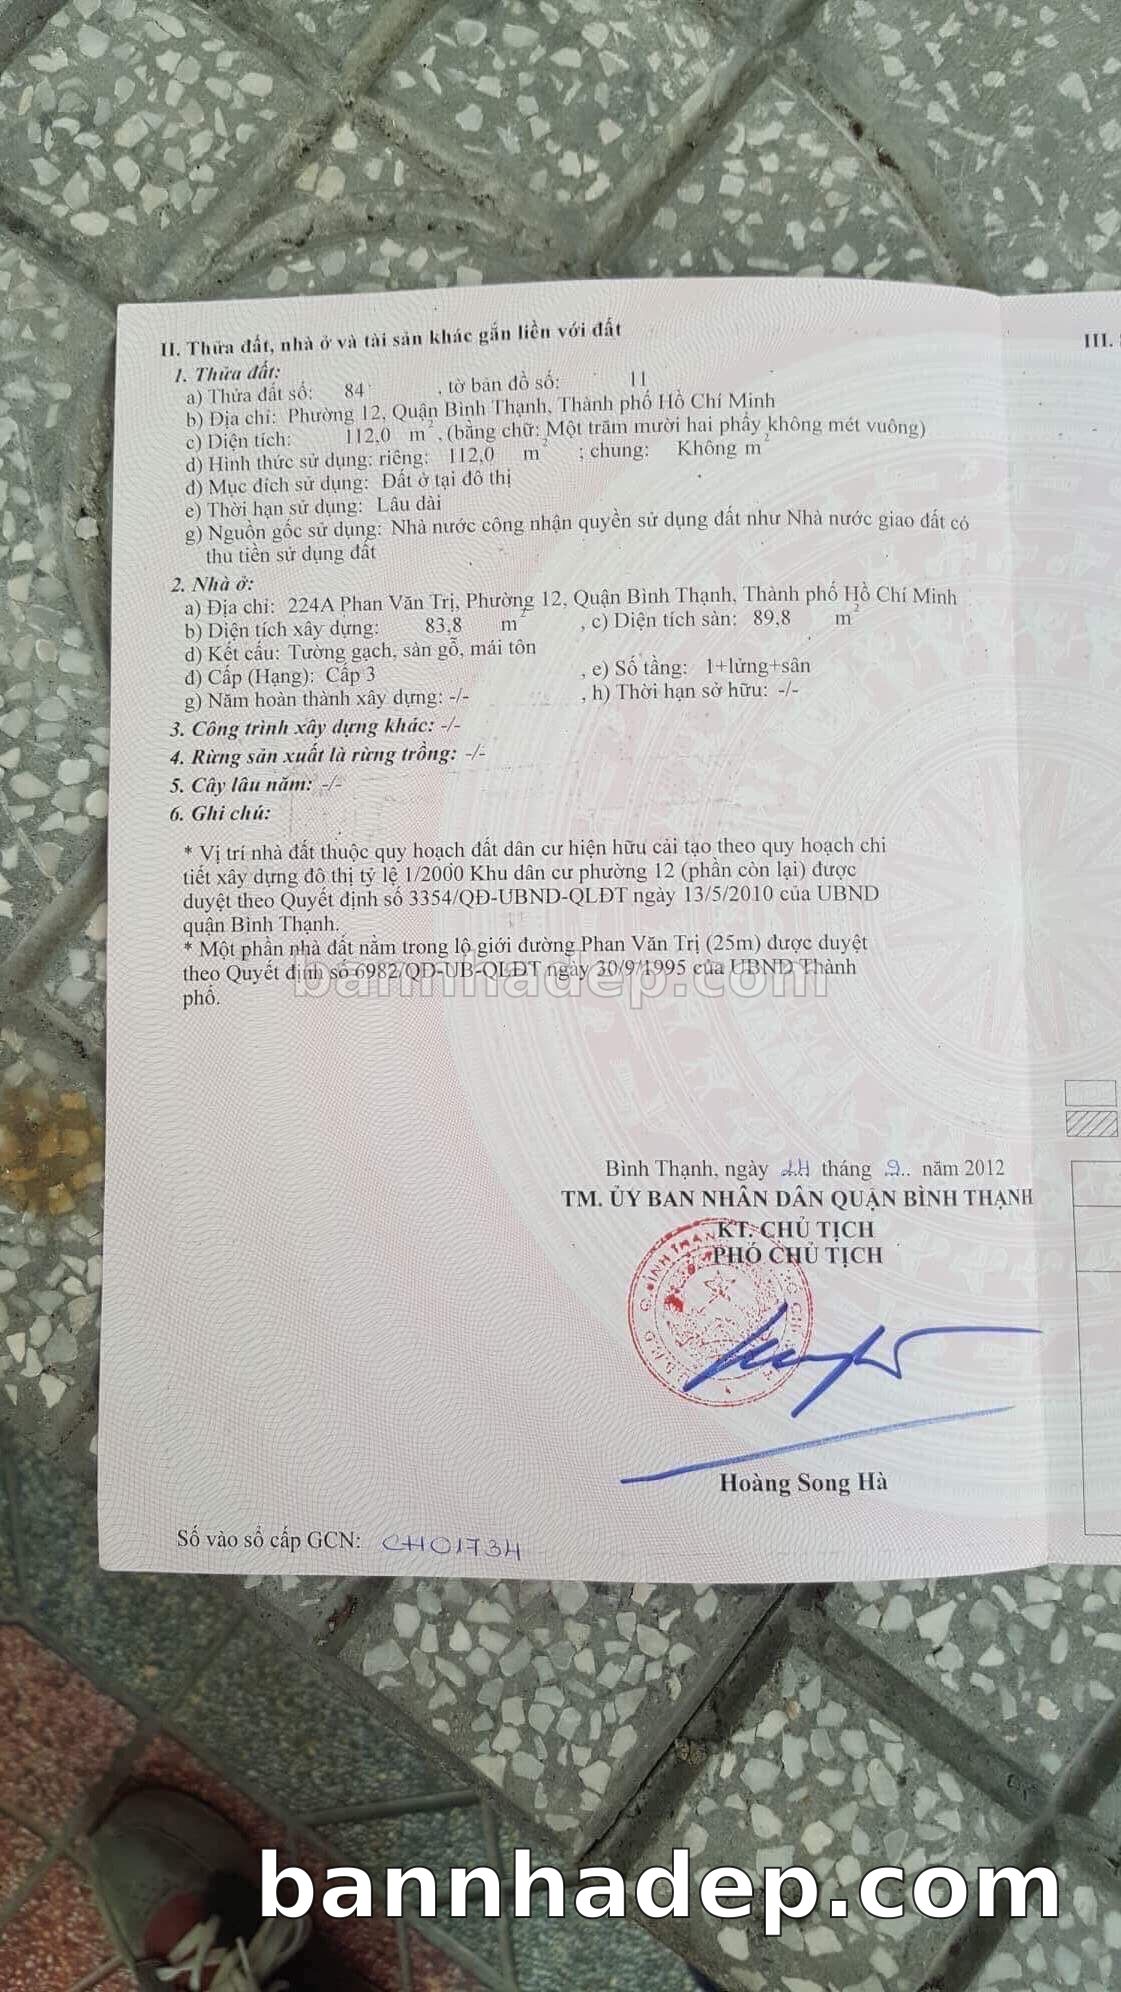 II. Thửa đất, nhà ở và tài sản khác gắn liền với đất
III.
1. Thửa đất:
a) Thửa đất số: 84 , tờ bản đồ số: 11
b) Địa chỉ: Phường 12, Quận Bình Thạnh, Thành phố Hồ Chí Minh
c) Diện tích: 112,0 m², (bằng chữ: Một trăm mười hai phẩy không mét vuông)
d) Hình thức sử dụng: riêng: 112,0 m² ; chung: Không m²
đ) Mục đích sử dụng: Đất ở tại đô thị
e) Thời hạn sử dụng: Lâu dài
g) Nguồn gốc sử dụng: Nhà nước công nhận quyền sử dụng đất như Nhà nước giao đất có
thu tiền sử dụng đất
2. Nhà ở:
a) Địa chỉ: 224A Phan Văn Trị, Phường 12, Quận Bình Thạnh, Thành phố Hồ Chí Minh
b) Diện tích xây dựng: 83,8 m² , c) Diện tích sàn: 89,8 m²
d) Kết cấu: Tường gạch, sàn gỗ, mái tôn
đ) Cấp (Hạng): Cấp 3 , e) Số tầng: 1+lửng+sân
g) Năm hoàn thành xây dựng: -/- , h) Thời hạn sở hữu: -/-
3. Công trình xây dựng khác: -/-
4. Rừng sản xuất là rừng trồng: -/-
5. Cây lâu năm: -/-
6. Ghi chú:
* Vị trí nhà đất thuộc quy hoạch đất dân cư hiện hữu cải tạo theo quy hoạch chi
tiết xây dựng đô thị tỷ lệ 1/2000 Khu dân cư phường 12 (phần còn lại) được
duyệt theo Quyết định số 3354/QĐ-UBND-QLĐT ngày 13/5/2010 của UBND
quận Bình Thạnh.
* Một phần nhà đất nằm trong lộ giới đường Phan Văn Trị (25m) được duyệt
theo Quyết định số 6982/QĐ-UB-QLĐT ngày 30/9/1995 của UBND Thành
phố.
bannhadep.com
Bình Thạnh, ngày 24 tháng 9 năm 2012
TM. ỦY BAN NHÂN DÂN QUẬN BÌNH THẠNH
KT. CHỦ TỊCH
PHÓ CHỦ TỊCH
Hoàng Song Hà
Số vào sổ cấp GCN: CH01734
bannhadep.com